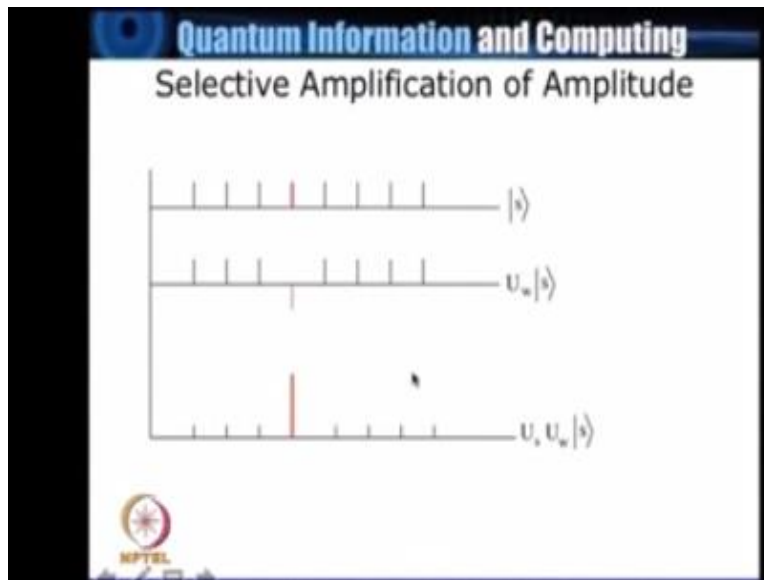 Quantum Information and Computing
Selective Amplification of Amplitude
|s⟩
U_w|s⟩
U_s U_w|s⟩
NPTEL